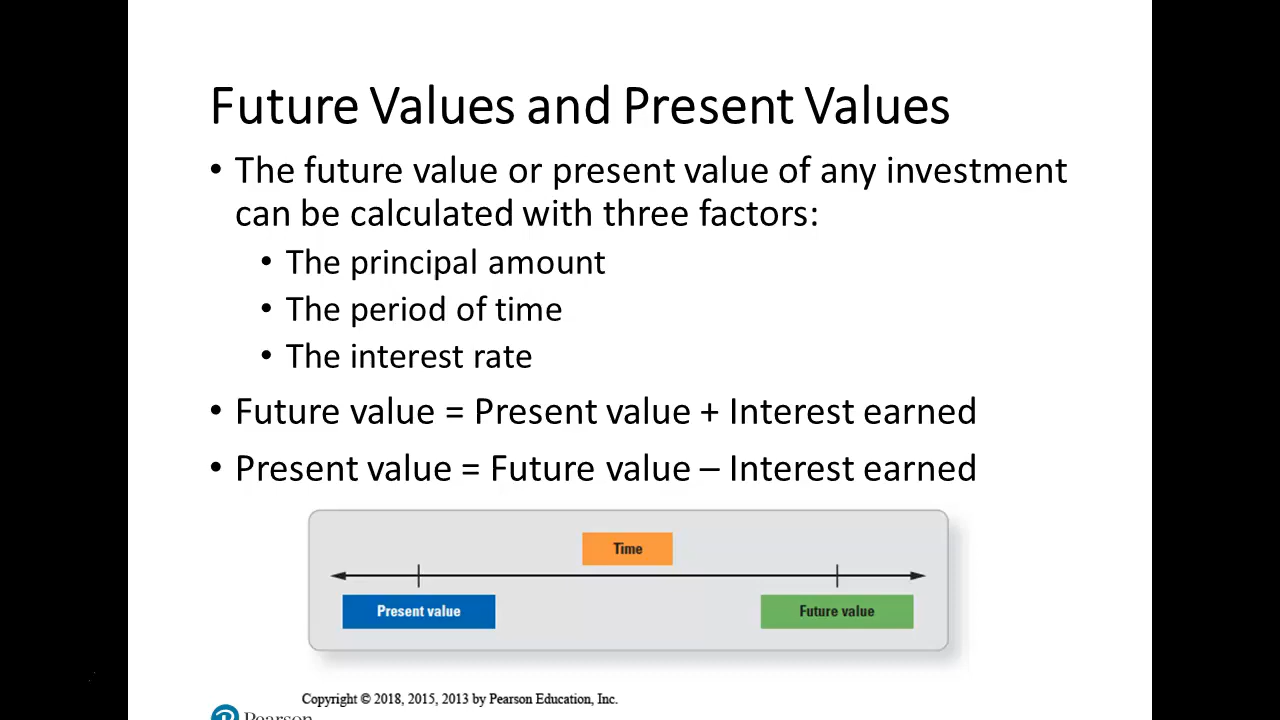 Future Values and Present Values
• The future value or present value of any investment
can be calculated with three factors:
• The principal amount
• The period of time
• The interest rate
• Future value = Present value + Interest earned
• Present value = Future value – Interest earned
Time
Present value
Future value
Copyright © 2018, 2015, 2013 by Pearson Education, Inc.
Pearson